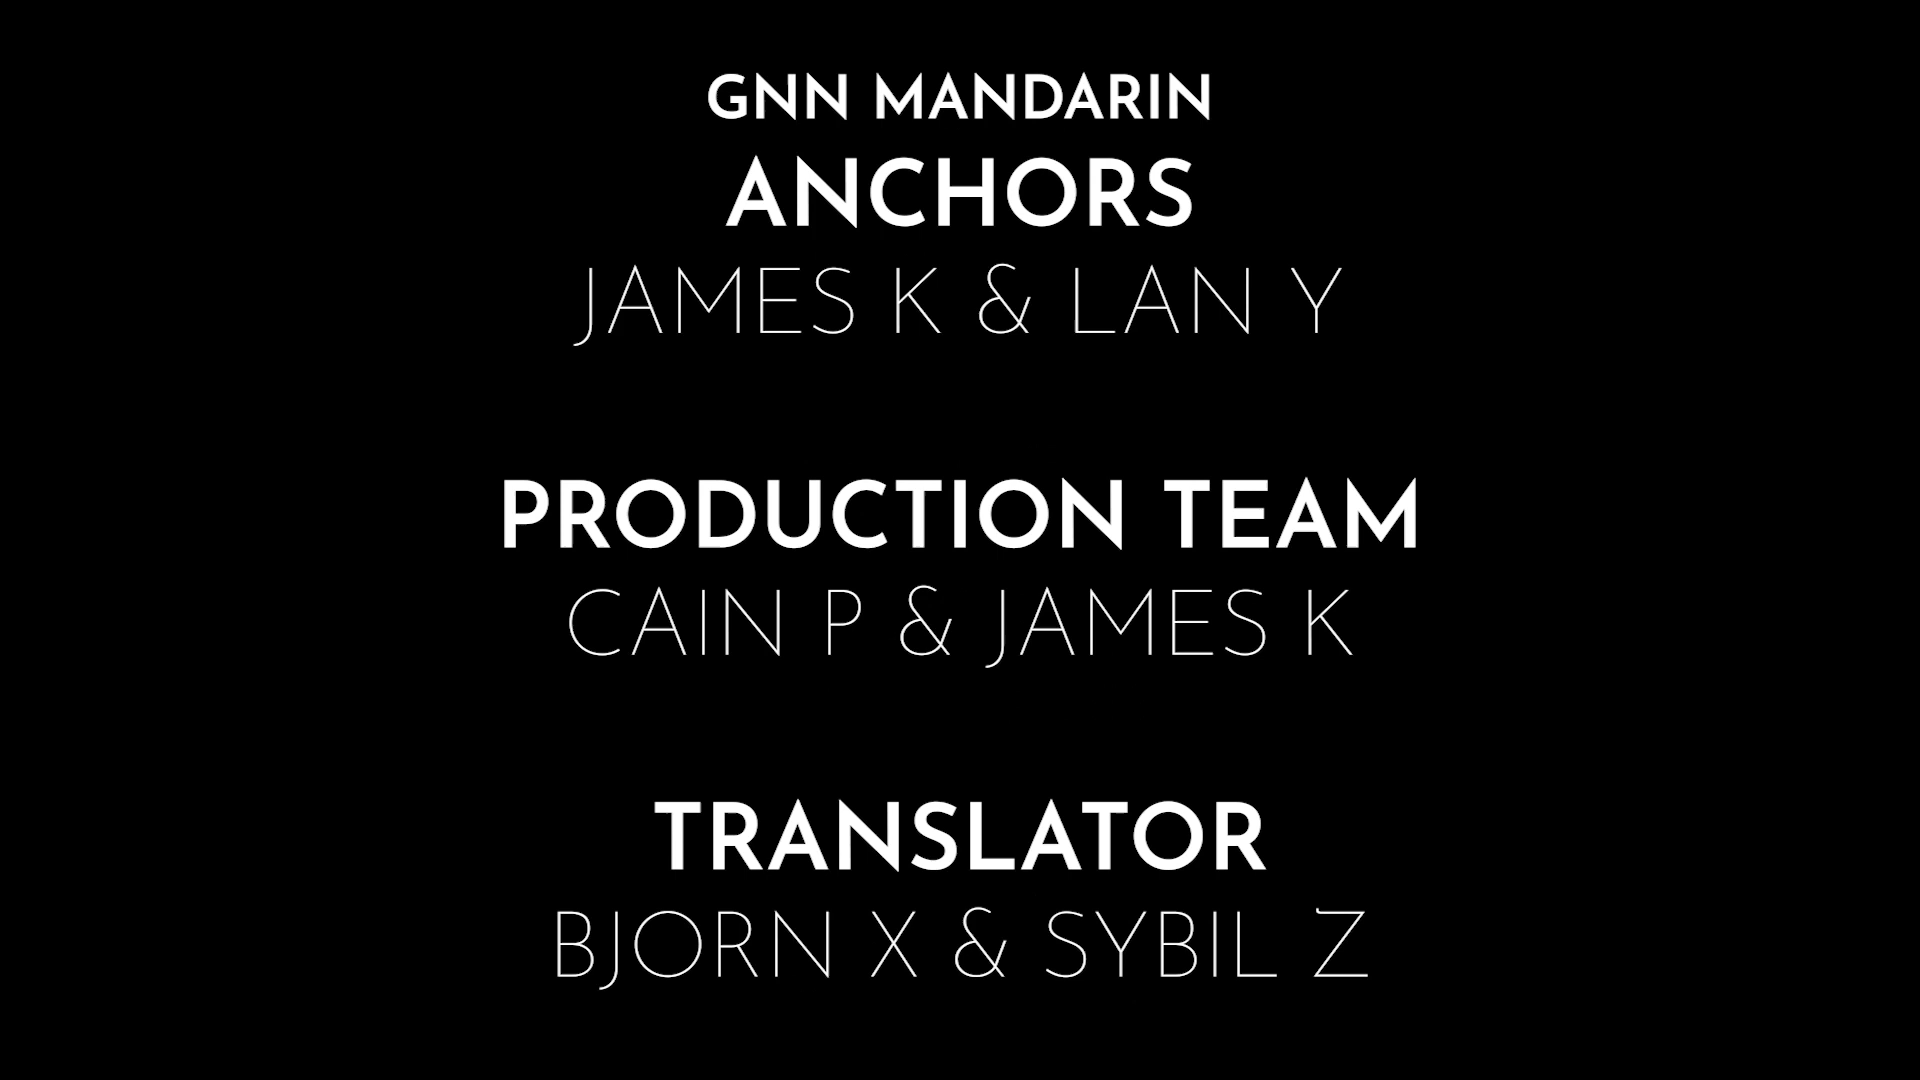 GNN MANDARIN
ANCHORS
JAMES K & LAN Y
PRODUCTION TEAM
CAIN P & JAMES K
TRANSLATOR
BJORN X & SYBIL Z